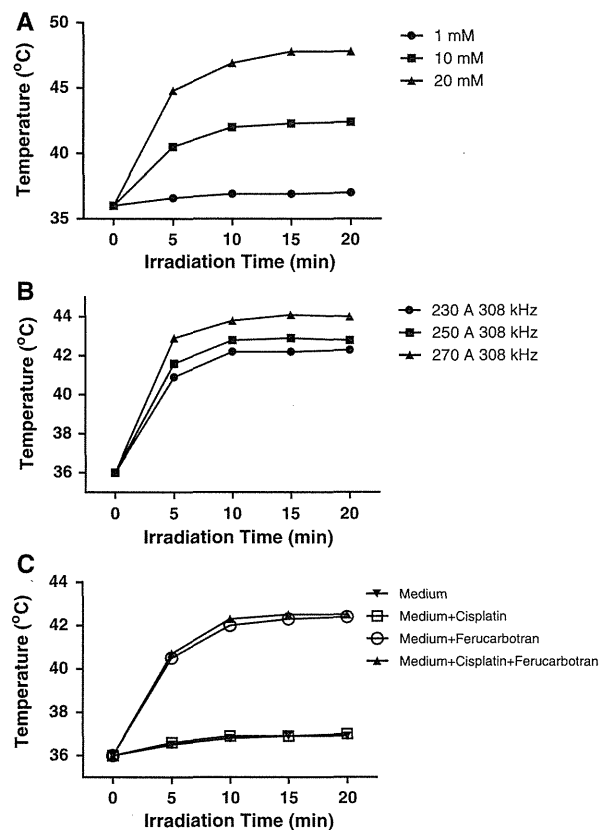 A
Temperature (°C)
50
45
40
35
0 5 10 15 20
Irradiation Time (min)
1 mM
10 mM
20 mM
B
Temperature (°C)
44
42
40
38
36
0 5 10 15 20
Irradiation Time (min)
230 A 308 kHz
250 A 308 kHz
270 A 308 kHz
C
Temperature (°C)
44
42
40
38
36
0 5 10 15 20
Irradiation Time (min)
Medium
Medium+Cisplatin
Medium+Ferucarbotran
Medium+Cisplatin+Ferucarbotran